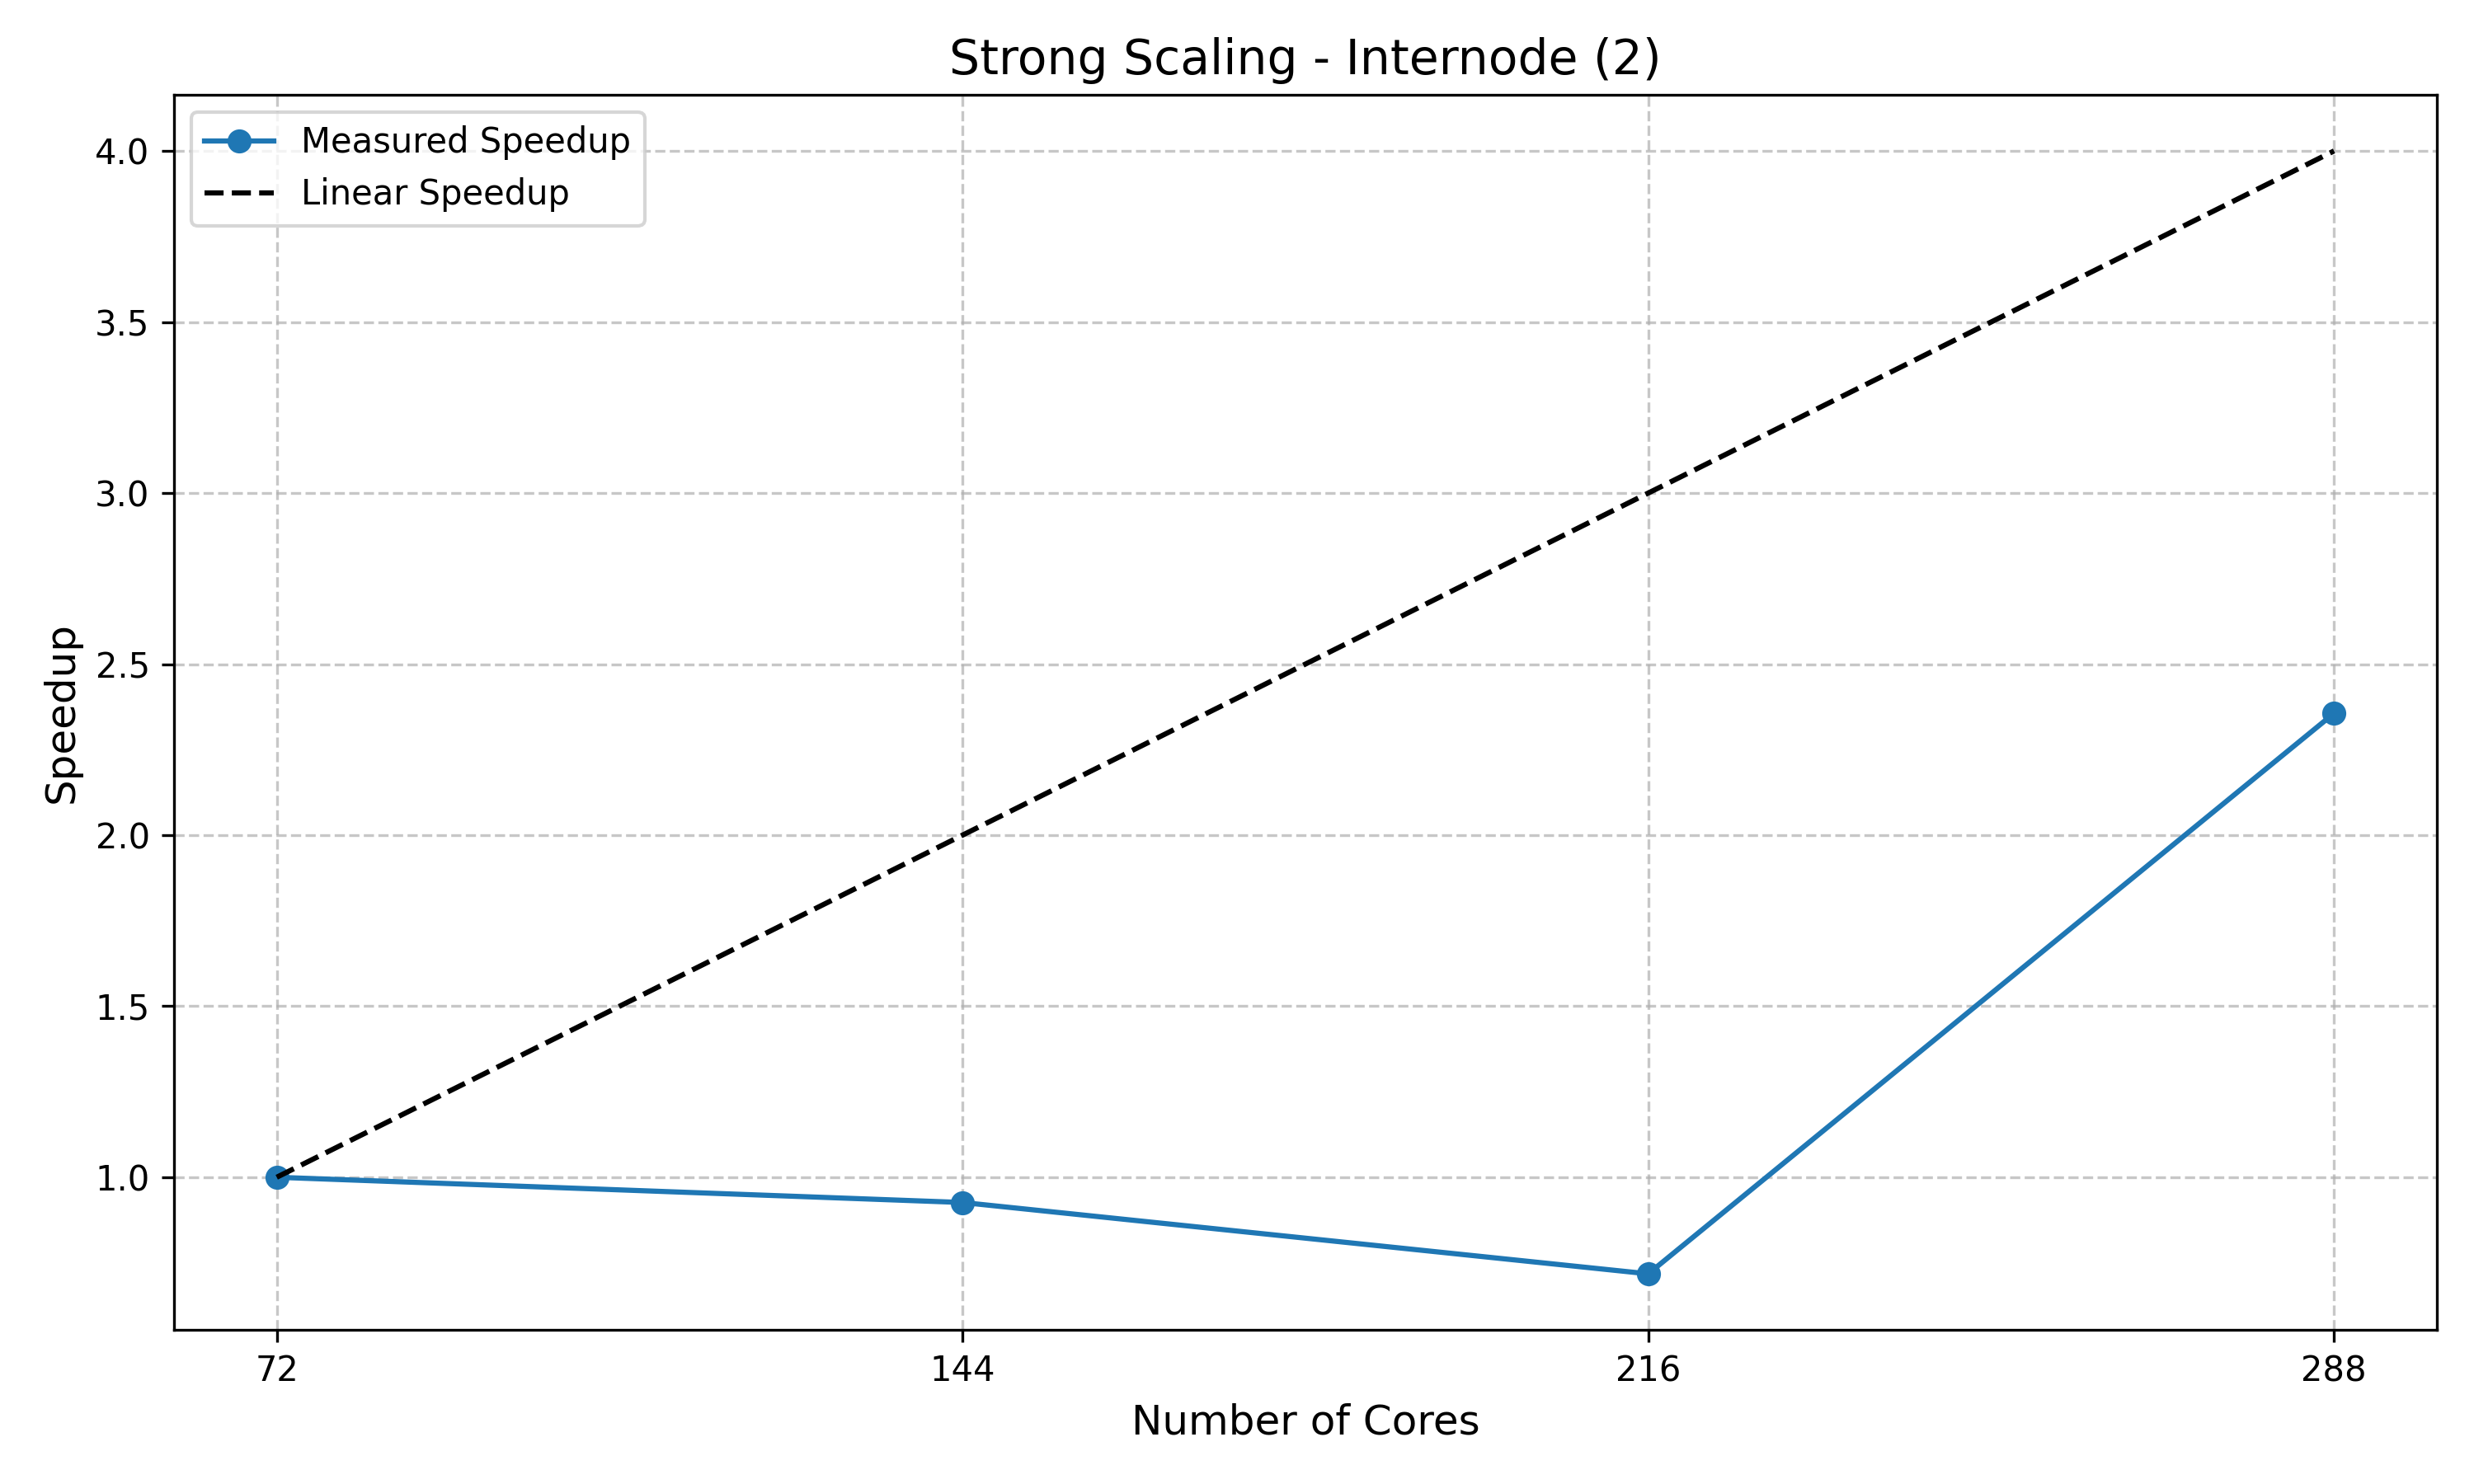 Strong Scaling - Internode (2)
Measured Speedup
Linear Speedup
Speedup
4.0
3.5
3.0
2.5
2.0
1.5
1.0
72 144 216 288
Number of Cores